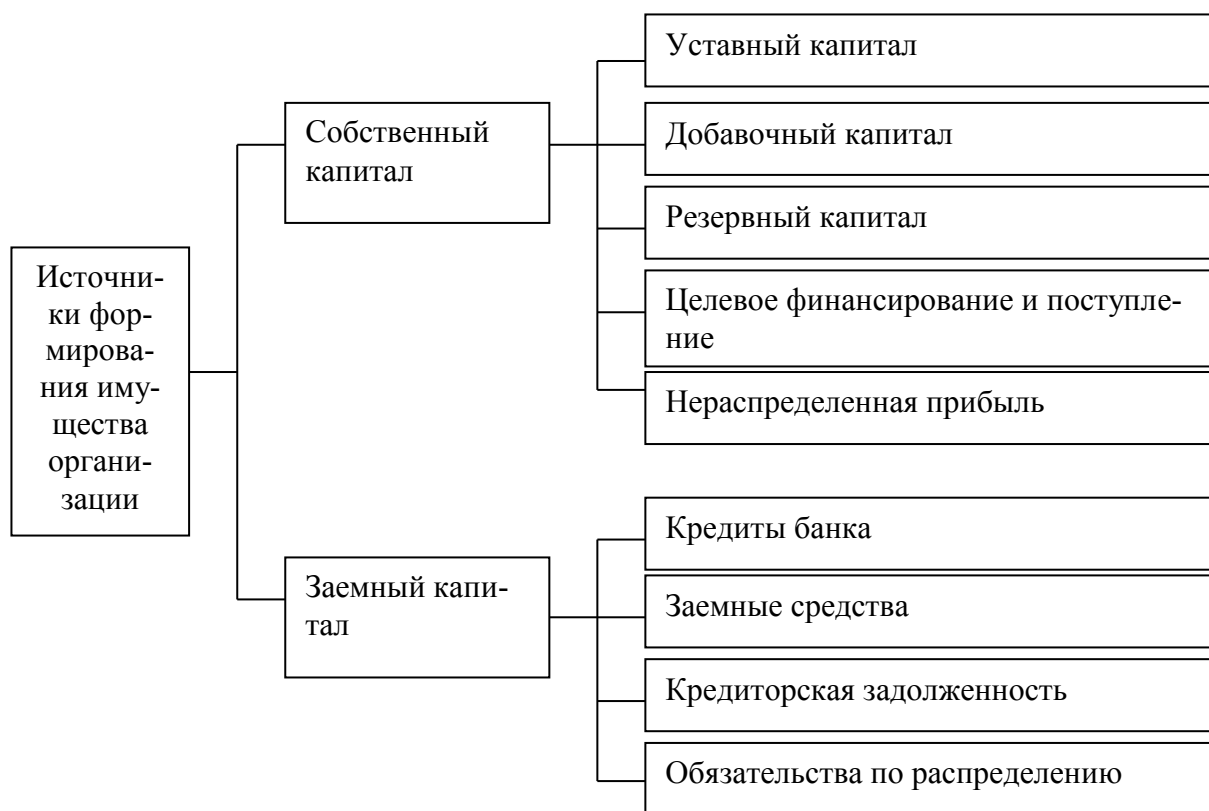 Источни-
ки фор-
мирова-
ния иму-
щества
органи-
зации
Собственный
капитал
Уставный капитал
Добавочный капитал
Резервный капитал
Целевое финансирование и поступле-
ние
Нераспределенная прибыль
Заемный капи-
тал
Кредиты банка
Заемные средства
Кредиторская задолженность
Обязательства по распределению